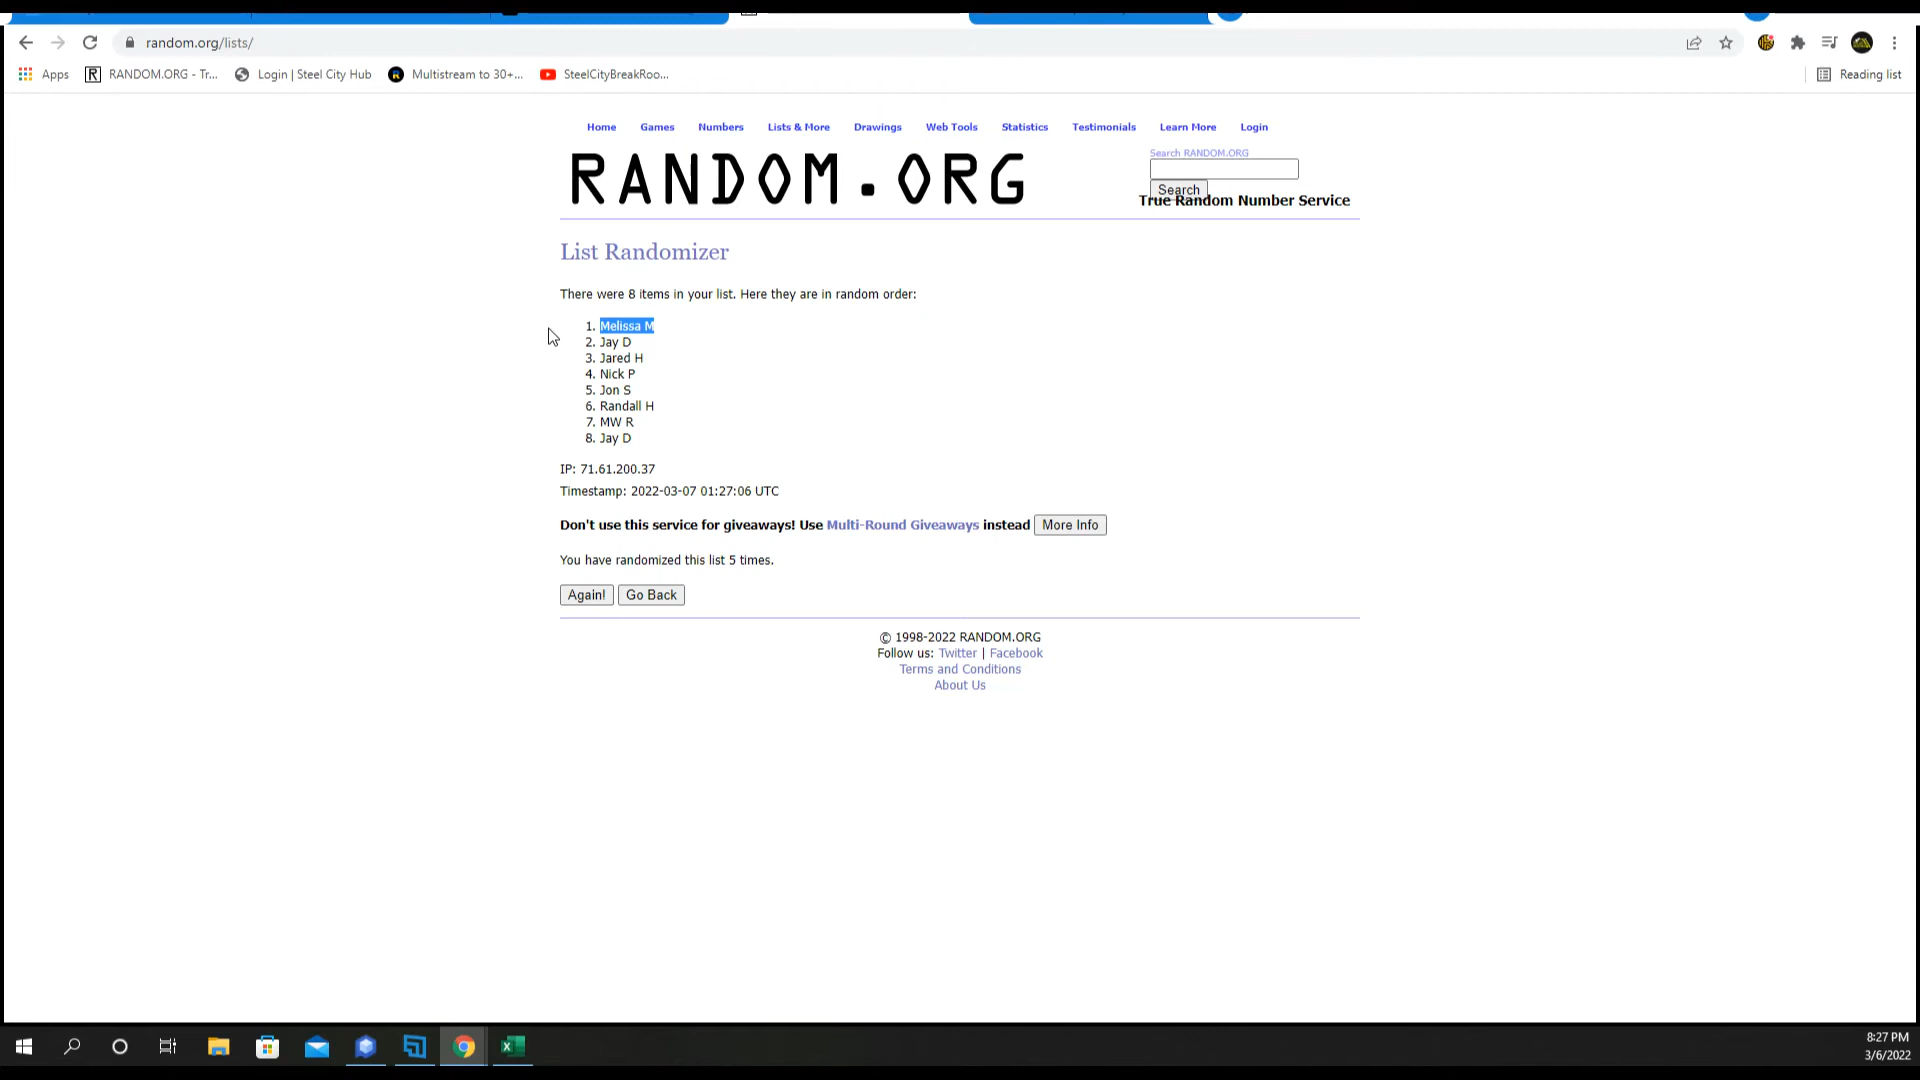 random.org/lists/
Apps RANDOM.ORG - Tr... Login | Steel City Hub Multistream to 30+... SteelCityBreakRoo... Reading list
Home Games Numbers Lists & More Drawings Web Tools Statistics Testimonials Learn More Login
Search RANDOM.ORG
RANDOM.ORG
Search
True Random Number Service
List Randomizer
There were 8 items in your list. Here they are in random order:
1. Melissa M
2. Jay D
3. Jared H
4. Nick P
5. Jon S
6. Randall H
7. MW R
8. Jay D
IP: 71.61.200.37
Timestamp: 2022-03-07 01:27:06 UTC
Don't use this service for giveaways! Use Multi-Round Giveaways instead More Info
You have randomized this list 5 times.
Again! Go Back
© 1998-2022 RANDOM.ORG
Follow us: Twitter | Facebook
Terms and Conditions
About Us
8:27 PM
3/6/2022